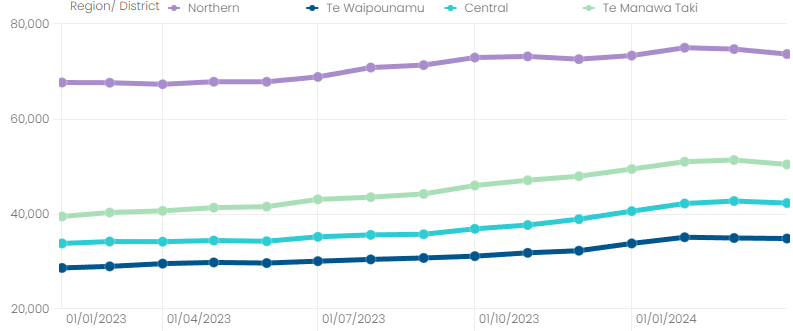 Region/ District Northern Te Waipounamu Central Te Manawa Taki
80,000
60,000
40,000
20,000
01/01/2023 01/04/2023 01/07/2023 01/10/2023 01/01/2024